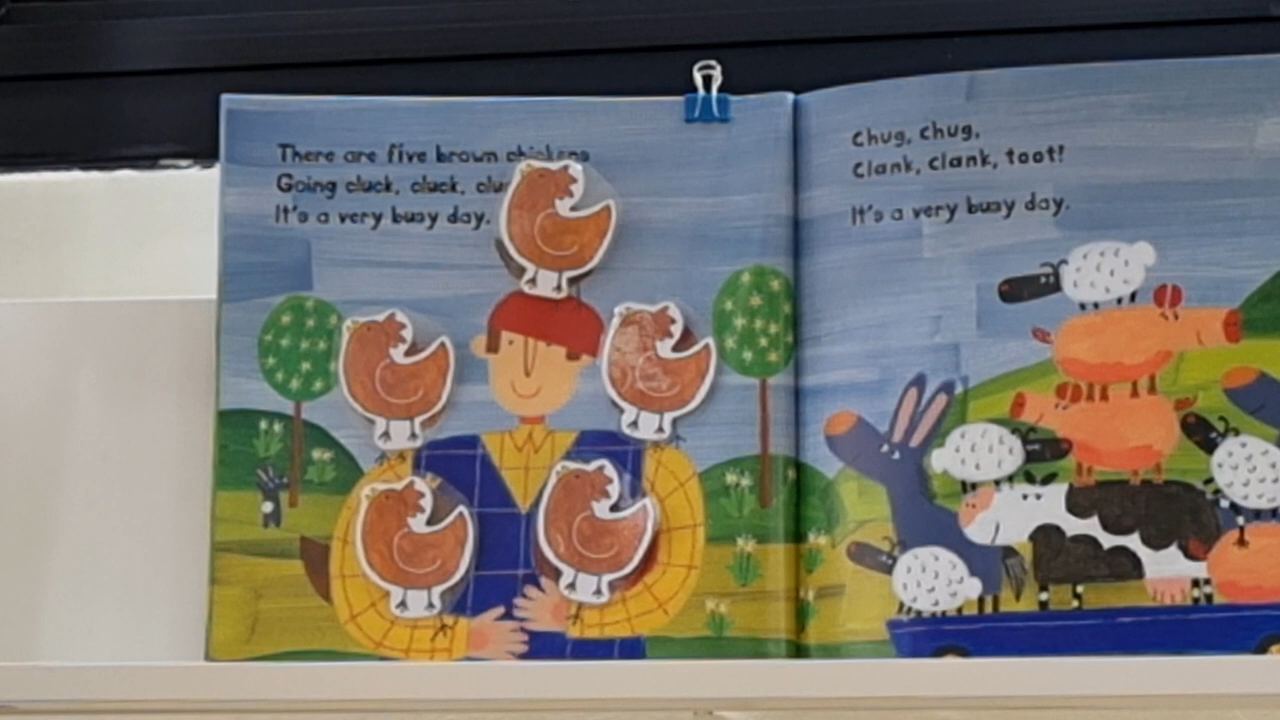 There are five brown chickens
Going cluck, cluck,
It's a very busy day.
Chug, chug,
Clank, clank, toot!
It's a very busy day.